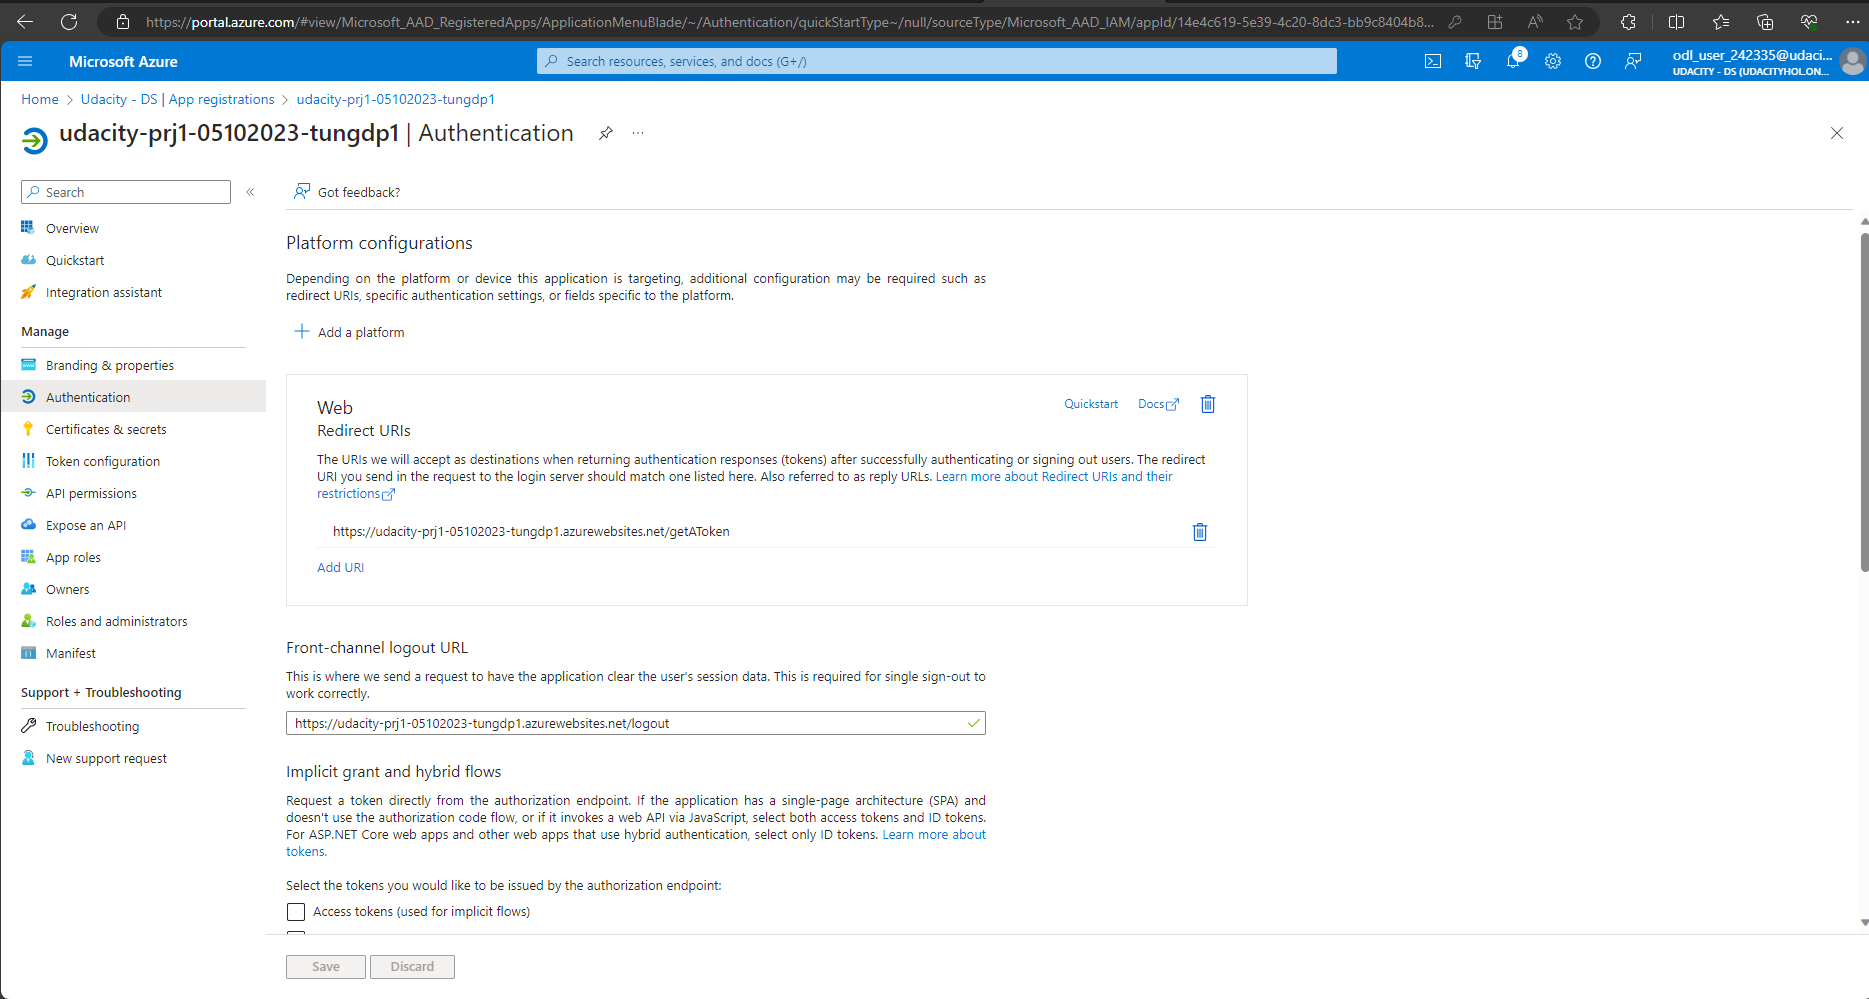 https://portal.azure.com/#view/Microsoft_AAD_RegisteredApps/ApplicationMenuBlade/~/Authentication/quickStartType~/null/sourceType/Microsoft_AAD_IAM/appId/14e4c619-5e39-4c20-8dc3-bb9c8404b8...
Microsoft Azure
Search resources, services, and docs (G+/)
8
odl_user_242335@udaci...
UDACITY - DS (UDACITYHOL.ON...
Home > Udacity - DS | App registrations > udacity-prj1-05102023-tungdp1
udacity-prj1-05102023-tungdp1 | Authentication
Search
Overview
Quickstart
Integration assistant
Manage
Branding & properties
Authentication
Certificates & secrets
Token configuration
API permissions
Expose an API
App roles
Owners
Roles and administrators
Manifest
Support + Troubleshooting
Troubleshooting
New support request
Got feedback?
Platform configurations
Depending on the platform or device this application is targeting, additional configuration may be required such as
redirect URIs, specific authentication settings, or fields specific to the platform.
Add a platform
Web
Quickstart
Docs
Redirect URIs
The URIs we will accept as destinations when returning authentication responses (tokens) after successfully authenticating or signing out users. The redirect
URI you send in the request to the login server should match one listed here. Also referred to as reply URLs. Learn more about Redirect URIs and their
restrictions
https://udacity-prj1-05102023-tungdp1.azurewebsites.net/getAToken
Add URI
Front-channel logout URL
This is where we send a request to have the application clear the user's session data. This is required for single sign-out to
work correctly.
https://udacity-prj1-05102023-tungdp1.azurewebsites.net/logout
Implicit grant and hybrid flows
Request a token directly from the authorization endpoint. If the application has a single-page architecture (SPA) and
doesn't use the authorization code flow, or if it invokes a web API via JavaScript, select both access tokens and ID tokens.
For ASP.NET Core web apps and other web apps that use hybrid authentication, select only ID tokens. Learn more about
tokens.
Select the tokens you would like to be issued by the authorization endpoint:
Access tokens (used for implicit flows)
Save
Discard